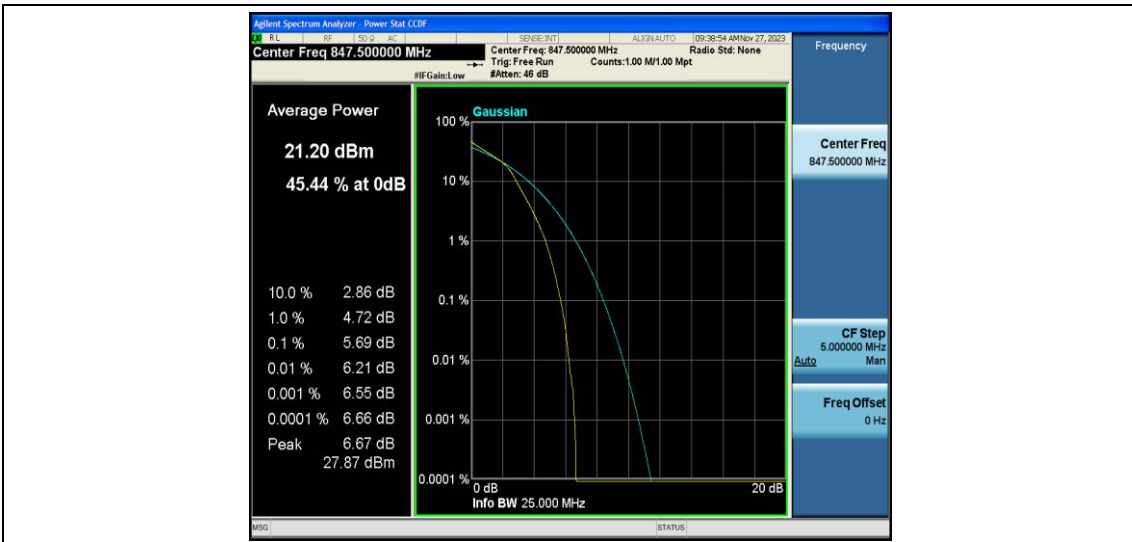 Agilent Spectrum Analyzer - Power Stat CCDF
RL RF 50 Ω AC SENSE:INT ALIGN AUTO 09:38:54 AM Nov 27, 2023
Center Freq 847.500000 MHz
Center Freq: 847.500000 MHz Radio Std: None
Trig: Free Run Counts:1.00 M/1.00 Mpt
#IFGain:Low #Atten: 46 dB
Frequency
Average Power
21.20 dBm
45.44 % at 0dB
10.0 % 2.86 dB
1.0 % 4.72 dB
0.1 % 5.69 dB
0.01 % 6.21 dB
0.001 % 6.55 dB
0.0001 % 6.66 dB
Peak 6.67 dB
27.87 dBm
Gaussian
100 %
10 %
1 %
0.1 %
0.01 %
0.001 %
0.0001 %
0 dB 20 dB
Info BW 25.000 MHz
Center Freq
847.500000 MHz
CF Step
5.000000 MHz
Auto Man
Freq Offset
0 Hz
MSG STATUS